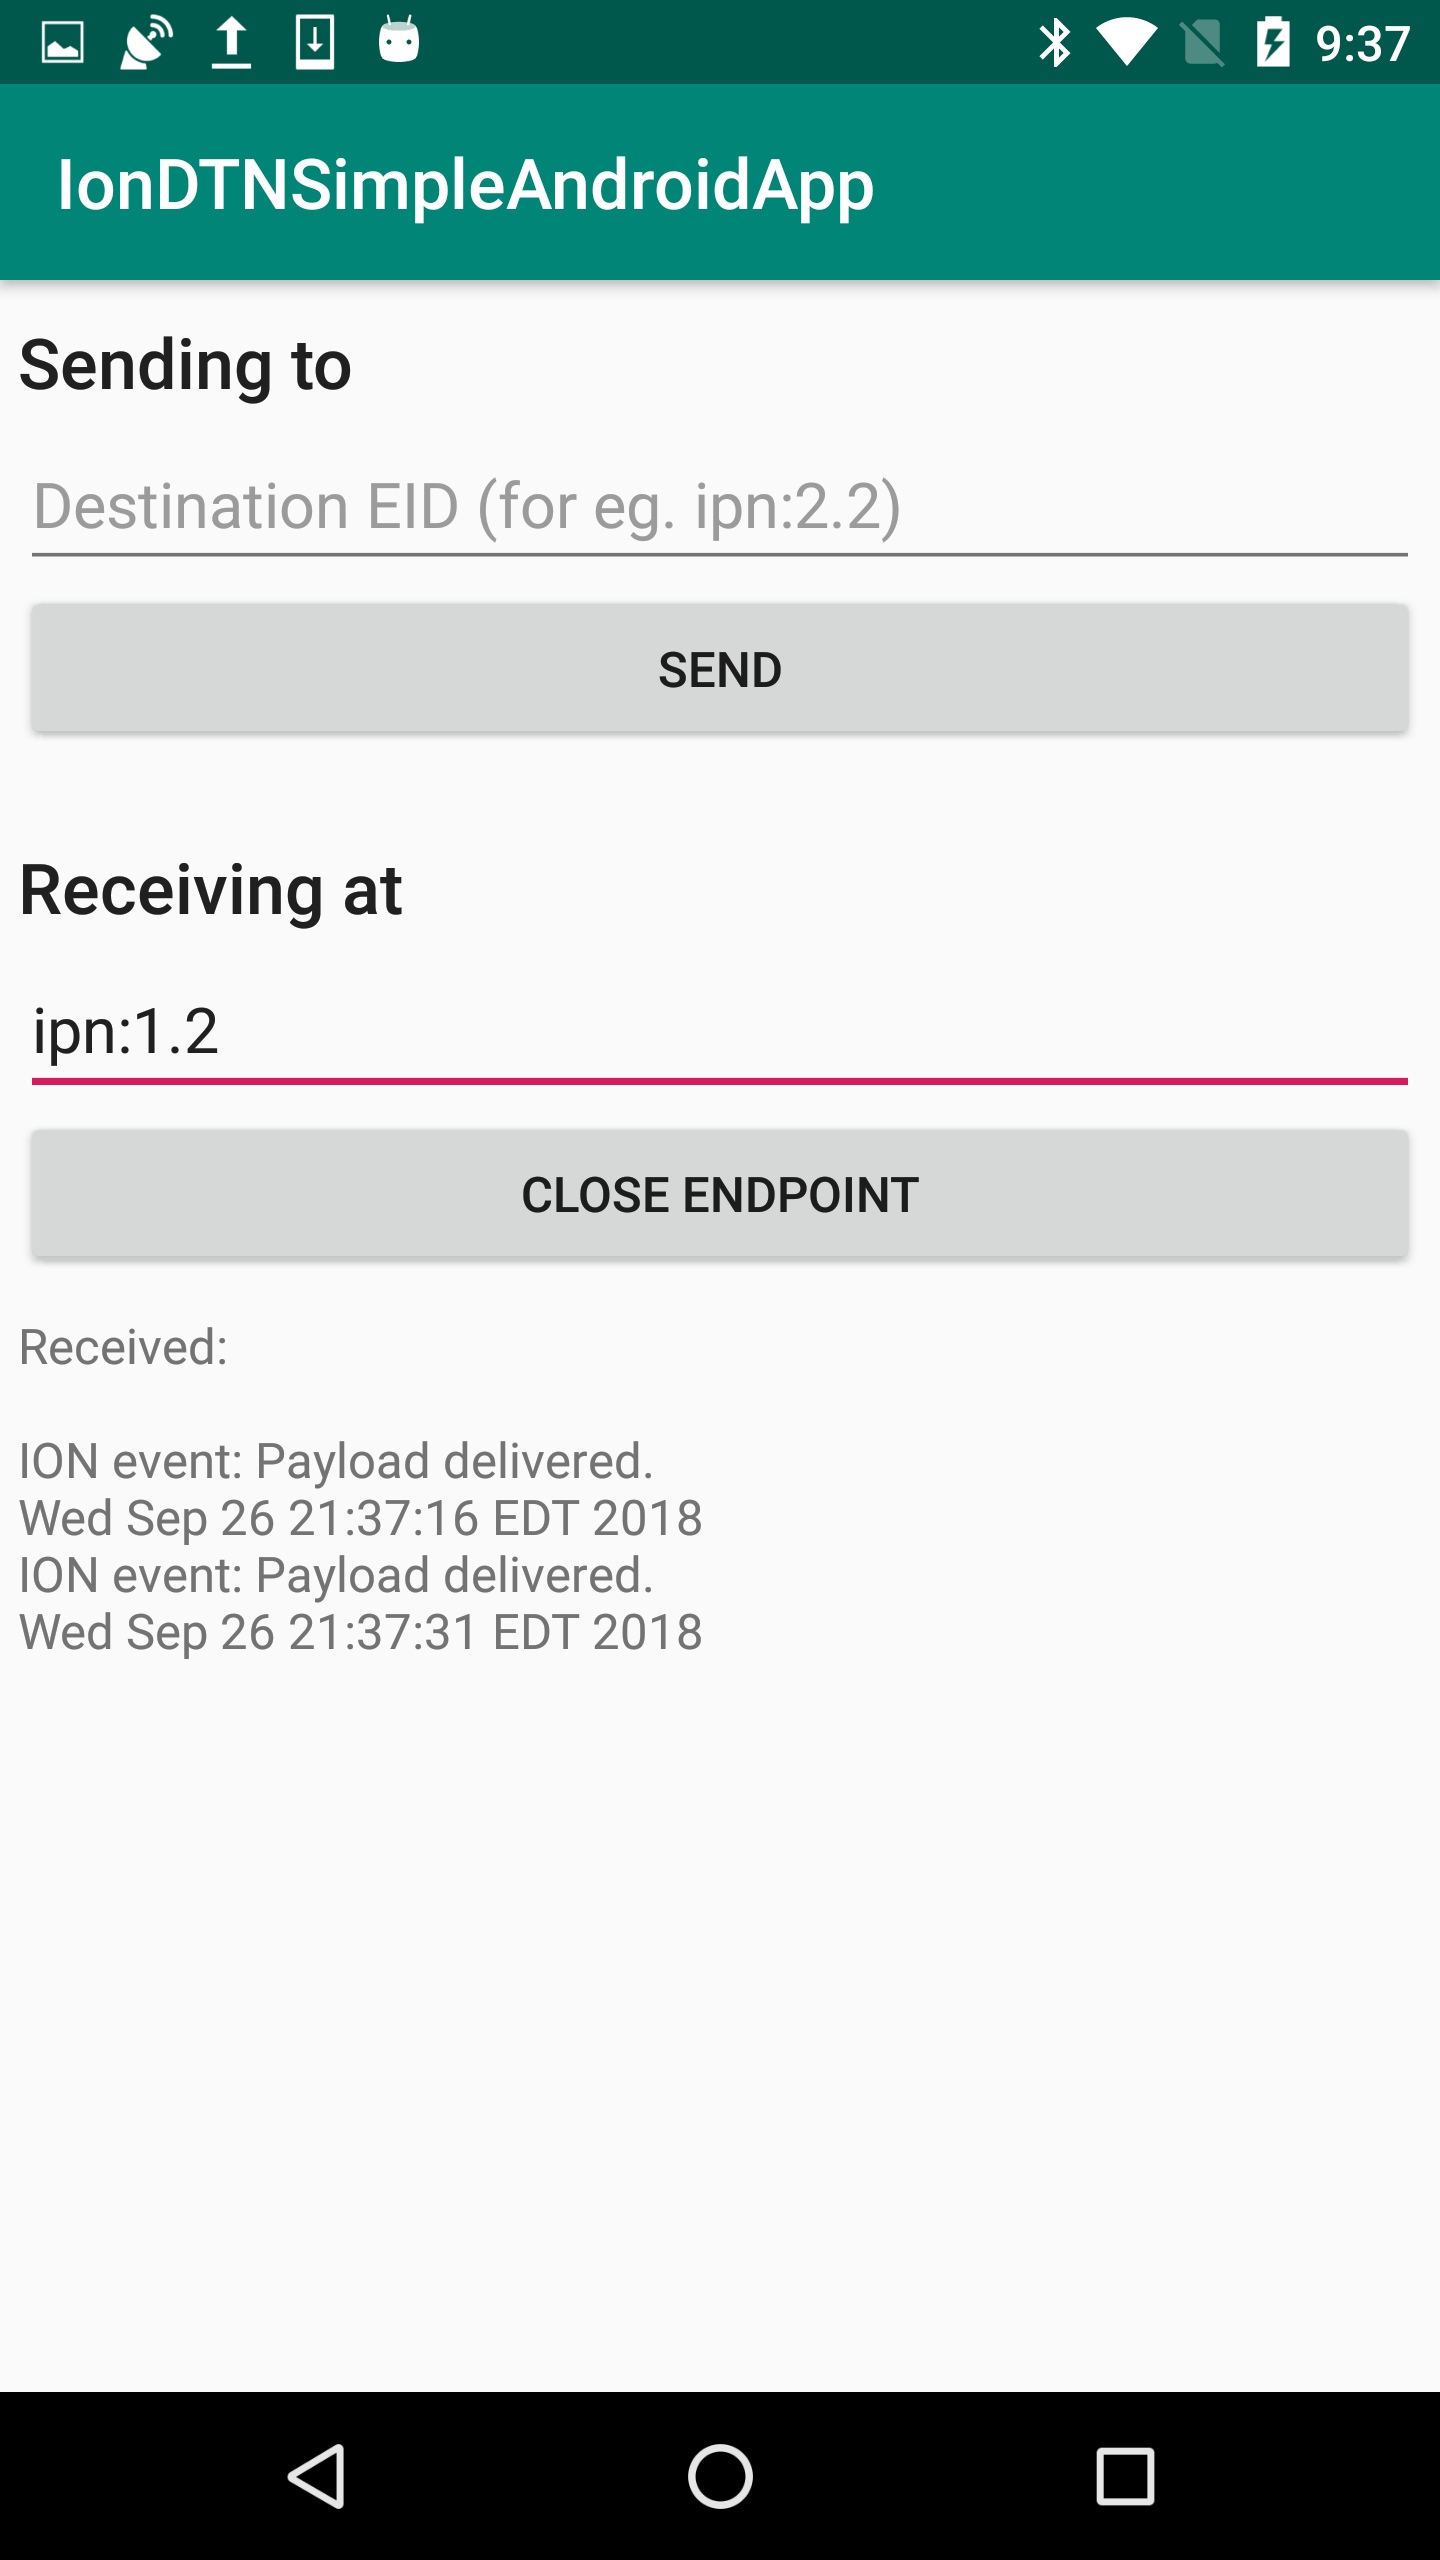 9:37
IonDTNSimpleAndroidApp
Sending to
Destination EID (for eg. ipn:2.2)
SEND
Receiving at
ipn:1.2
CLOSE ENDPOINT
Received:
ION event: Payload delivered.
Wed Sep 26 21:37:16 EDT 2018
ION event: Payload delivered.
Wed Sep 26 21:37:31 EDT 2018